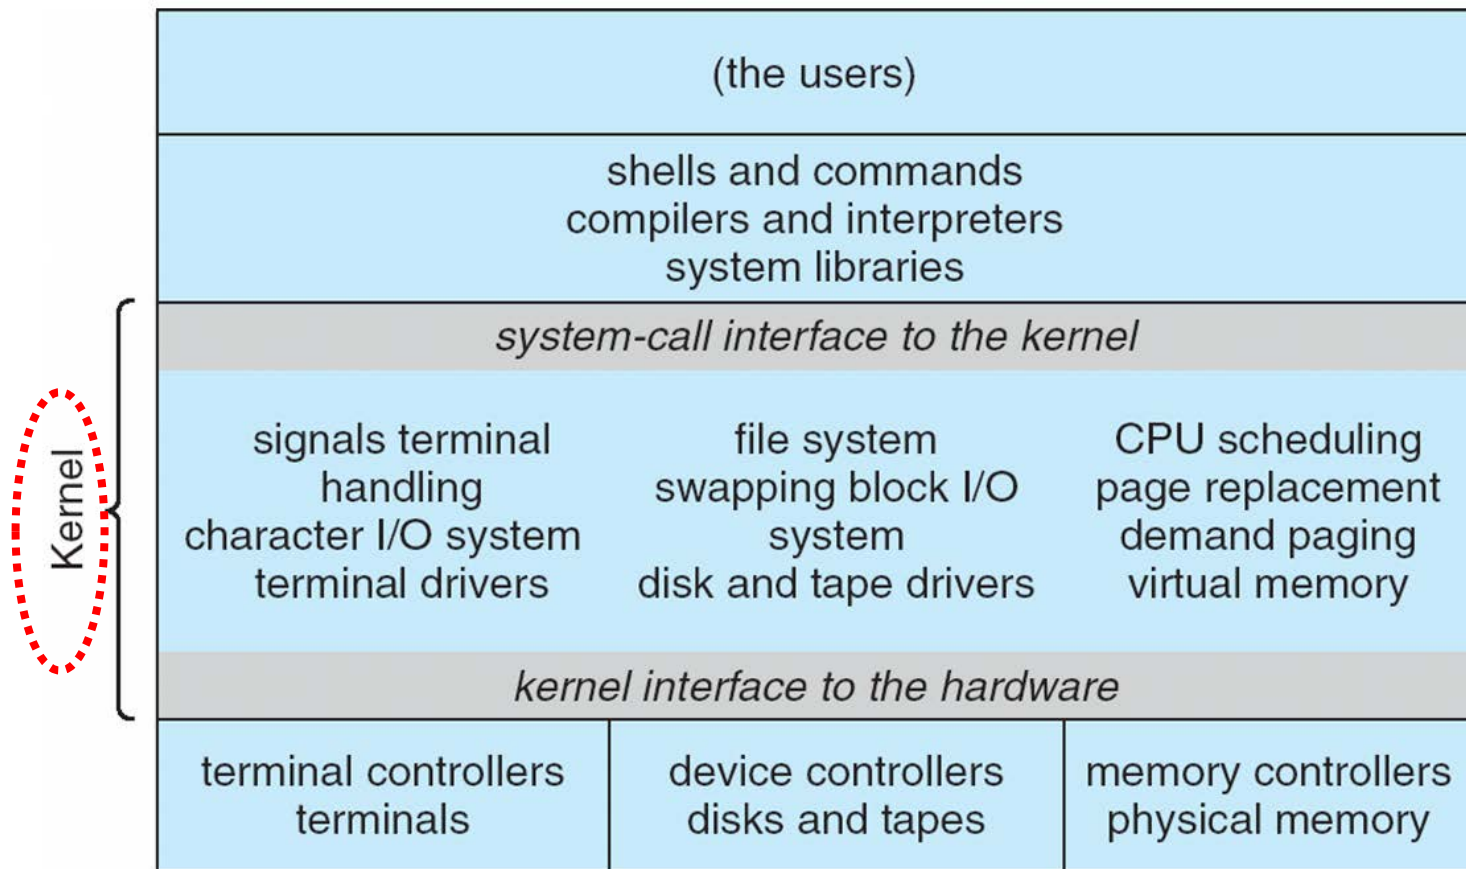 (the users)
shells and commands
compilers and interpreters
system libraries
Kernel
system-call interface to the kernel
signals terminal
handling
character I/O system
terminal drivers
file system
swapping block I/O
system
disk and tape drivers
CPU scheduling
page replacement
demand paging
virtual memory
kernel interface to the hardware
terminal controllers
terminals
device controllers
disks and tapes
memory controllers
physical memory